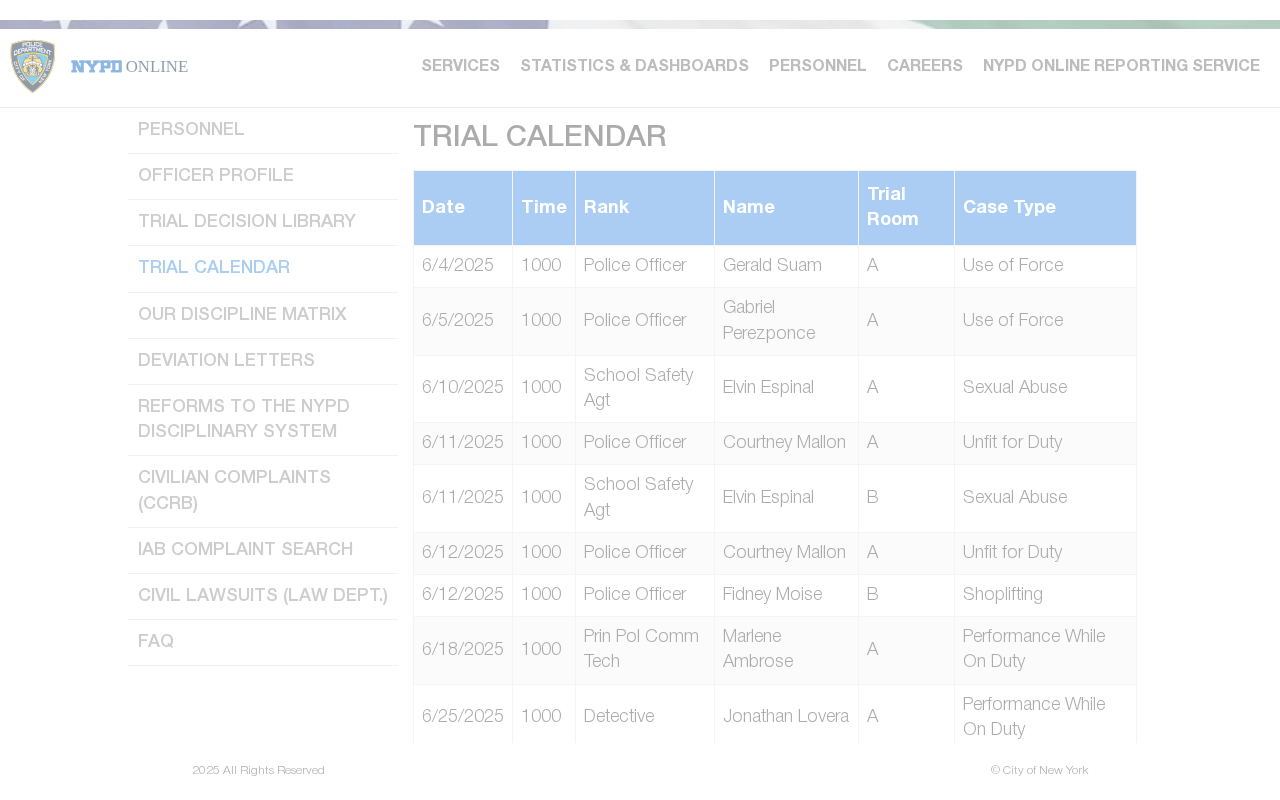 NYPD ONLINE
SERVICES STATISTICS & DASHBOARDS PERSONNEL CAREERS NYPD ONLINE REPORTING SERVICE
PERSONNEL
OFFICER PROFILE
TRIAL DECISION LIBRARY
TRIAL CALENDAR
OUR DISCIPLINE MATRIX
DEVIATION LETTERS
REFORMS TO THE NYPD
DISCIPLINARY SYSTEM
CIVILIAN COMPLAINTS
(CCRB)
IAB COMPLAINT SEARCH
CIVIL LAWSUITS (LAW DEPT.)
FAQ
TRIAL CALENDAR
Date Time Rank Name Trial Room Case Type
6/4/2025 1000 Police Officer Gerald Suam A Use of Force
6/5/2025 1000 Police Officer Gabriel Perezponce A Use of Force
6/10/2025 1000 School Safety Agt Elvin Espinal A Sexual Abuse
6/11/2025 1000 Police Officer Courtney Mallon A Unfit for Duty
6/11/2025 1000 School Safety Agt Elvin Espinal B Sexual Abuse
6/12/2025 1000 Police Officer Courtney Mallon A Unfit for Duty
6/12/2025 1000 Police Officer Fidney Moise B Shoplifting
6/18/2025 1000 Prin Pol Comm Tech Marlene Ambrose A Performance While On Duty
6/25/2025 1000 Detective Jonathan Lovera A Performance While On Duty
2025 All Rights Reserved © City of New York